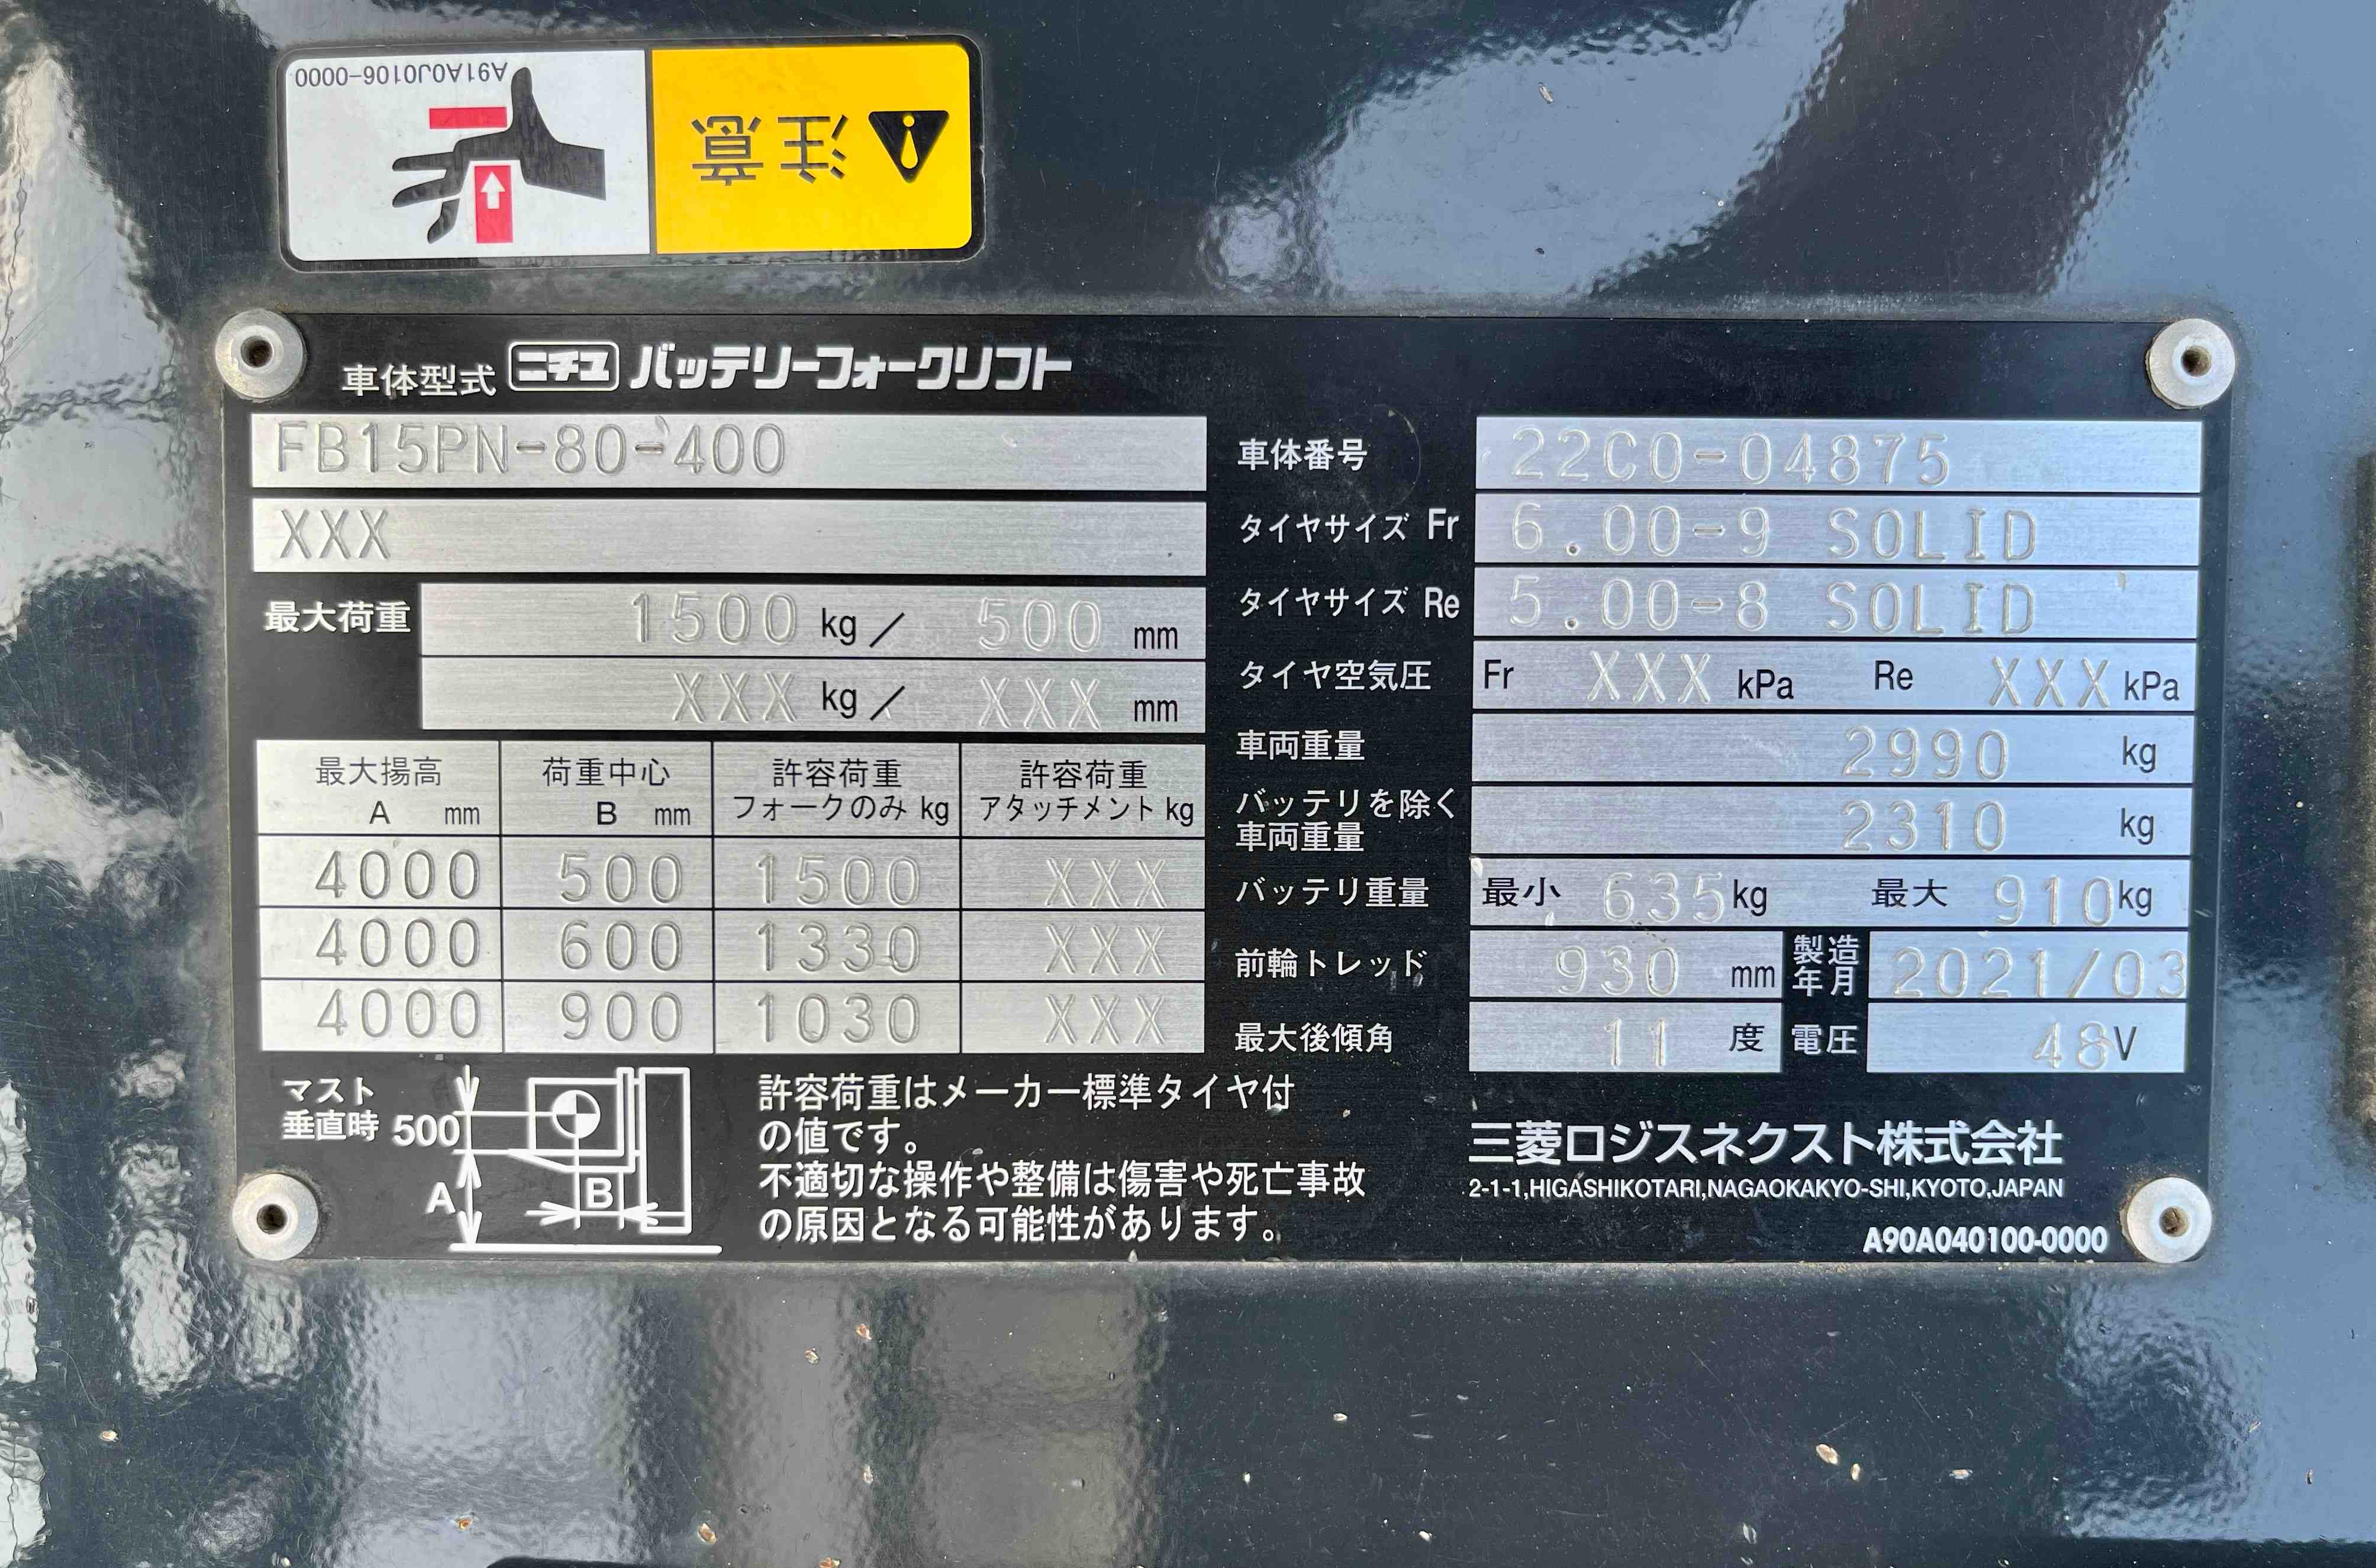 A91A0J0106-0000
注意
車体型式 ニチユ バッテリーフォークリフト
FB15PN-80-400
XXX
最大荷重 1500 kg／ 500 mm
XXX kg／ XXX mm
最大揚高 荷重中心 許容荷重 許容荷重
A mm B mm フォークのみ kg アタッチメント kg
4000 500 1500 XXX
4000 600 1330 XXX
4000 900 1030 XXX
マスト
垂直時 500
A B
許容荷重はメーカー標準タイヤ付
の値です。
不適切な操作や整備は傷害や死亡事故
の原因となる可能性があります。
車体番号 22C0-04875
タイヤサイズ Fr 6.00-9 SOLID
タイヤサイズ Re 5.00-8 SOLID
タイヤ空気圧 Fr XXX kPa Re XXX kPa
車両重量 2990 kg
バッテリを除く
車両重量 2310 kg
バッテリ重量 最小 635 kg 最大 910 kg
前輪トレッド 930 mm 製造年月 2021/03
最大後傾角 11 度 電圧 48 V
三菱ロジスネクスト株式会社
2-1-1,HIGASHIKOTARI,NAGAOKAKYO-SHI,KYOTO,JAPAN
A90A040100-0000